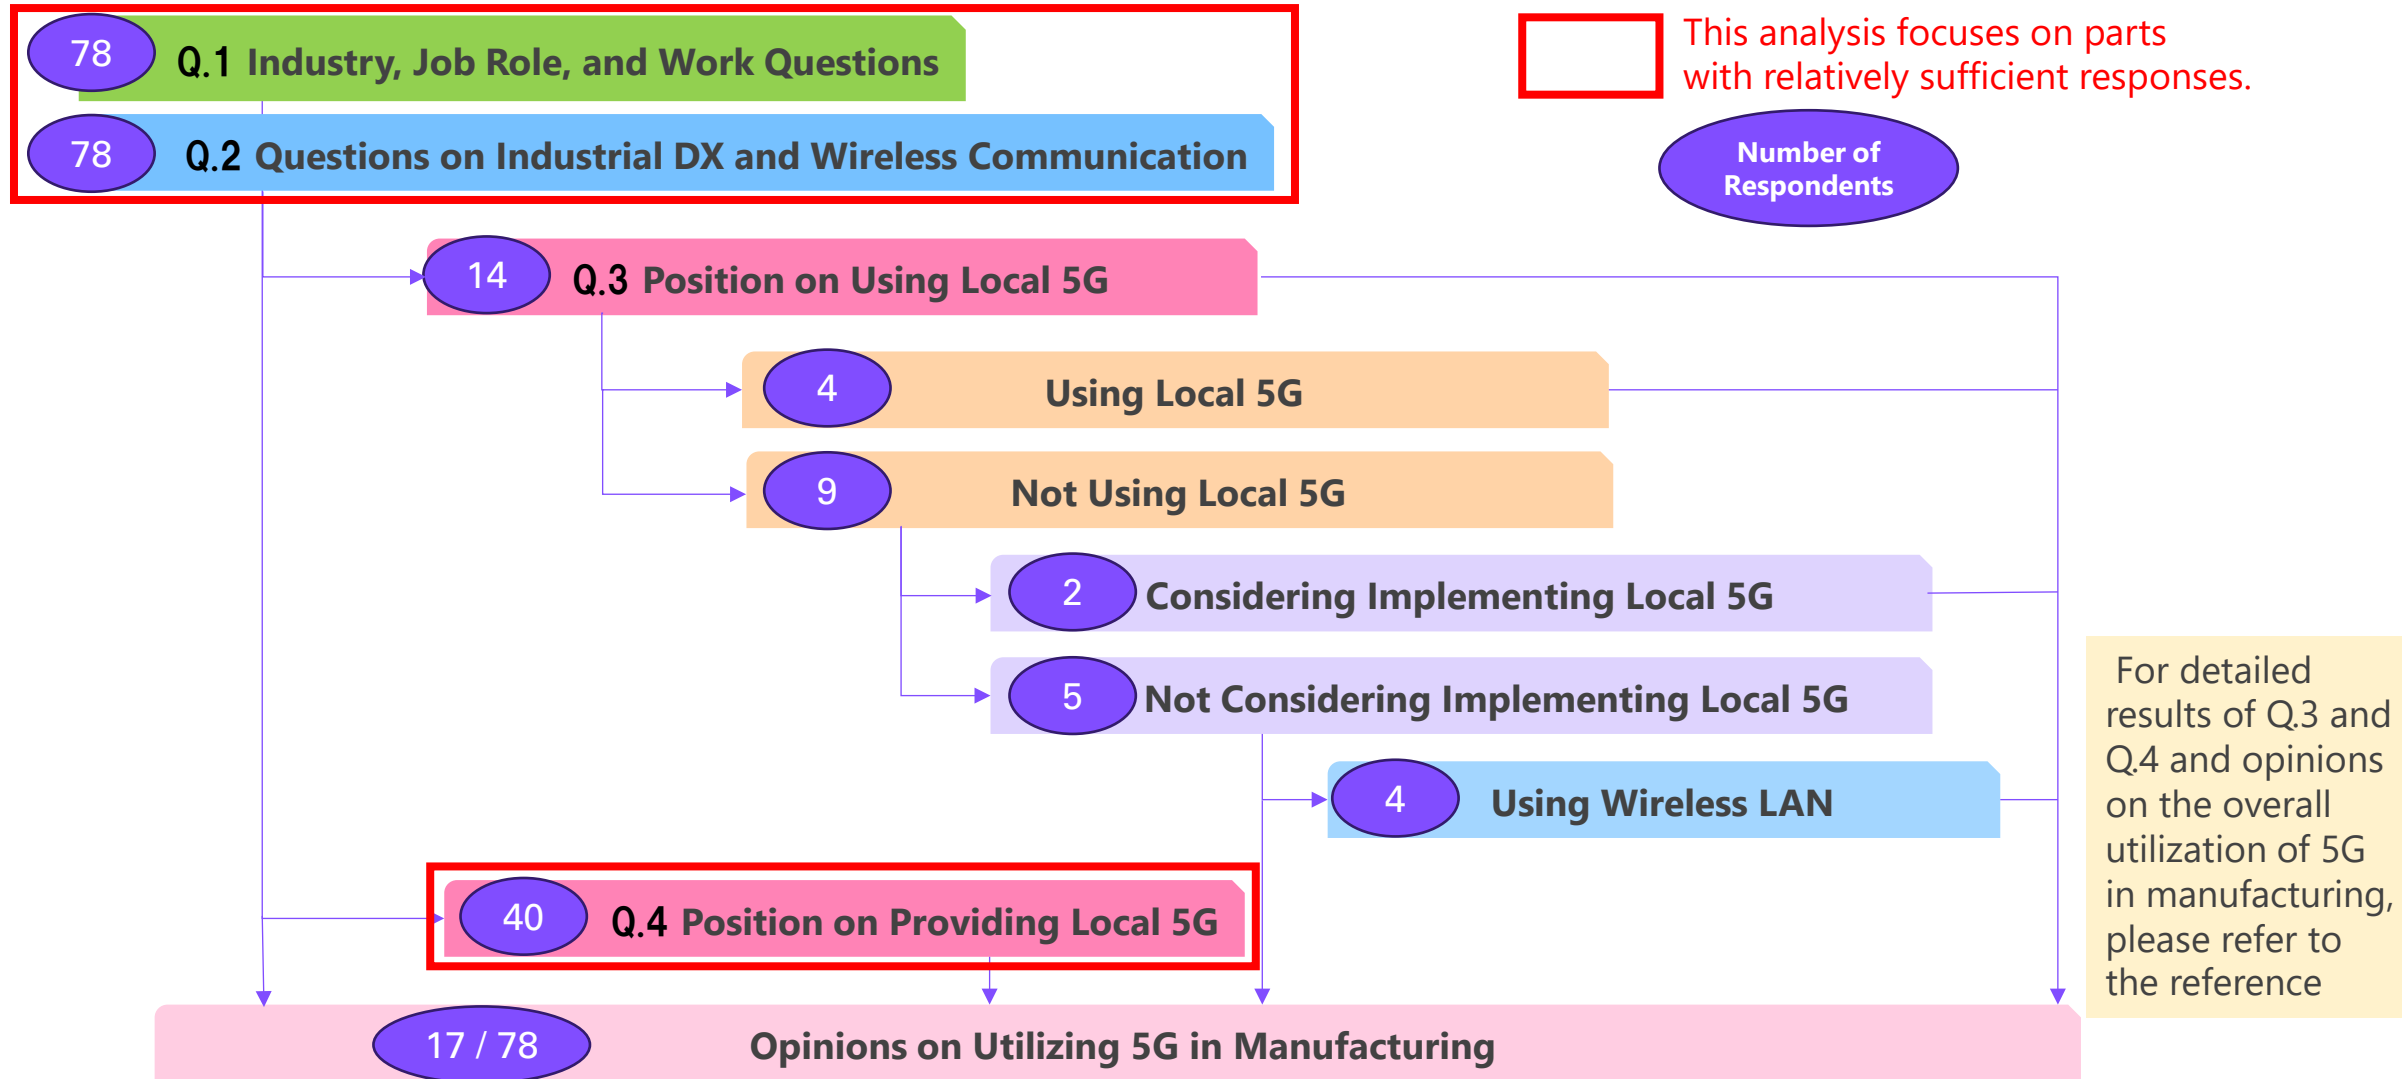 78
Q.1 Industry, Job Role, and Work Questions
This analysis focuses on parts
with relatively sufficient responses.
78
Q.2 Questions on Industrial DX and Wireless Communication
Number of
Respondents
14
Q.3 Position on Using Local 5G
4
Using Local 5G
9
Not Using Local 5G
2
Considering Implementing Local 5G
5
Not Considering Implementing Local 5G
4
Using Wireless LAN
For detailed
results of Q.3 and
Q.4 and opinions
on the overall
utilization of 5G
in manufacturing,
please refer to
the reference
40
Q.4 Position on Providing Local 5G
17 / 78
Opinions on Utilizing 5G in Manufacturing